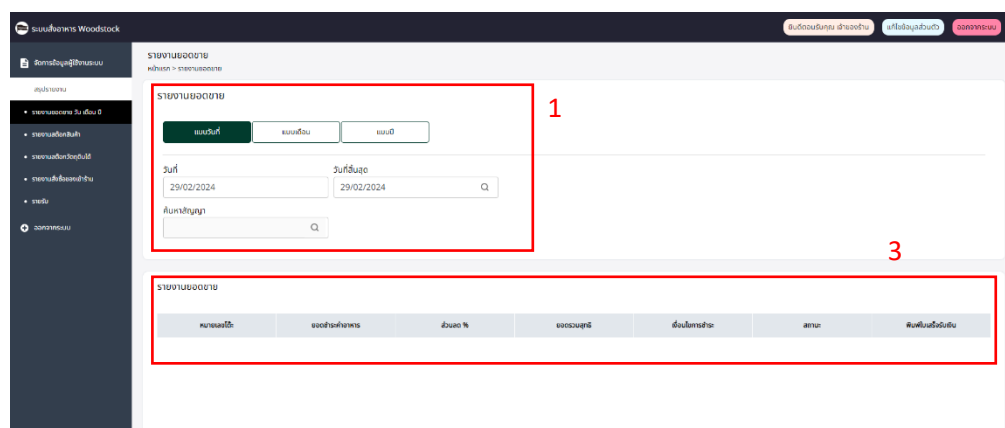 ระบบสั่งอาหาร Woodstock
ยินดีตอนรับคุณ เจ้าของร้าน
แก้ไขข้อมูลส่วนตัว
ออกจากระบบ
จัดการข้อมูลผู้ใช้งานระบบ
สรุปรายงาน
รายงานยอดขาย วัน เดือน ปี
รายงานสต็อกสินค้า
รายงานสต็อกวัตถุดิบได้
รายงานสั่งซื้อของเข้าร้าน
รายรับ
ออกจากระบบ
รายงานยอดขาย
หน้าแรก > รายงานยอดขาย
รายงานยอดขาย
1
แบบวันที่ แบบเดือน แบบปี
วันที่ วันที่สิ้นสุด
29/02/2024 29/02/2024
ค้นหาสัญญา
3
รายงานยอดขาย
หมายเลขโต๊ะ ยอดชำระค่าอาหาร ส่วนลด % ยอดรวมสุทธิ เงื่อนไขการชำระ สถานะ พิมพ์ใบเสร็จรับเงิน